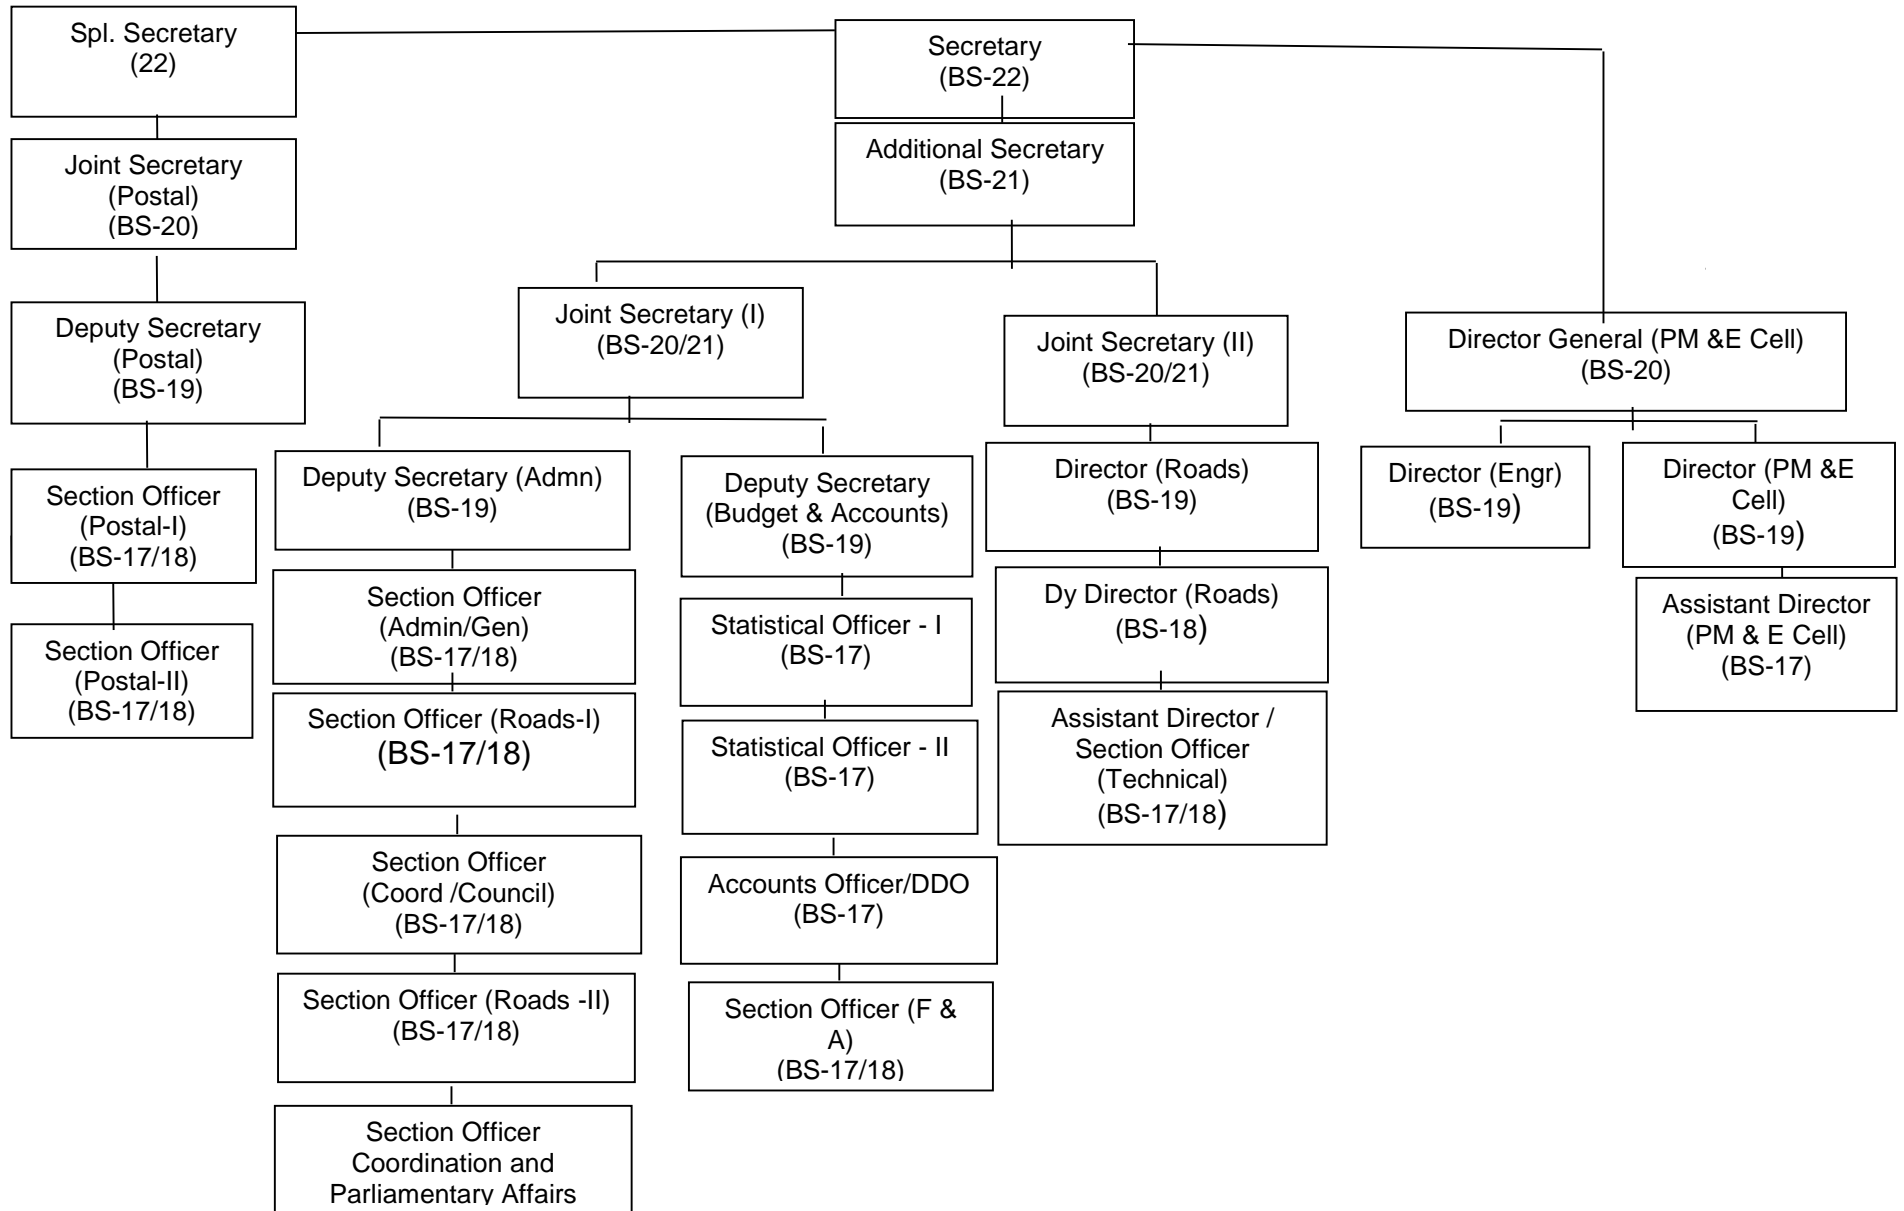 Spl. Secretary
(22)
Secretary
(BS-22)
Additional Secretary
(BS-21)
Joint Secretary
(Postal)
(BS-20)
Deputy Secretary
(Postal)
(BS-19)
Section Officer
(Postal-I)
(BS-17/18)
Section Officer
(Postal-II)
(BS-17/18)
Joint Secretary (I)
(BS-20/21)
Joint Secretary (II)
(BS-20/21)
Director General (PM &E Cell)
(BS-20)
Deputy Secretary (Admn)
(BS-19)
Section Officer
(Admin/Gen)
(BS-17/18)
Section Officer (Roads-I)
(BS-17/18)
Section Officer
(Coord /Council)
(BS-17/18)
Section Officer (Roads -II)
(BS-17/18)
Section Officer
Coordination and
Parliamentary Affairs
Deputy Secretary
(Budget & Accounts)
(BS-19)
Statistical Officer - I
(BS-17)
Statistical Officer - II
(BS-17)
Accounts Officer/DDO
(BS-17)
Section Officer (F &
A)
(BS-17/18)
Director (Roads)
(BS-19)
Dy Director (Roads)
(BS-18)
Assistant Director /
Section Officer
(Technical)
(BS-17/18)
Director (Engr)
(BS-19)
Director (PM &E
Cell)
(BS-19)
Assistant Director
(PM & E Cell)
(BS-17)